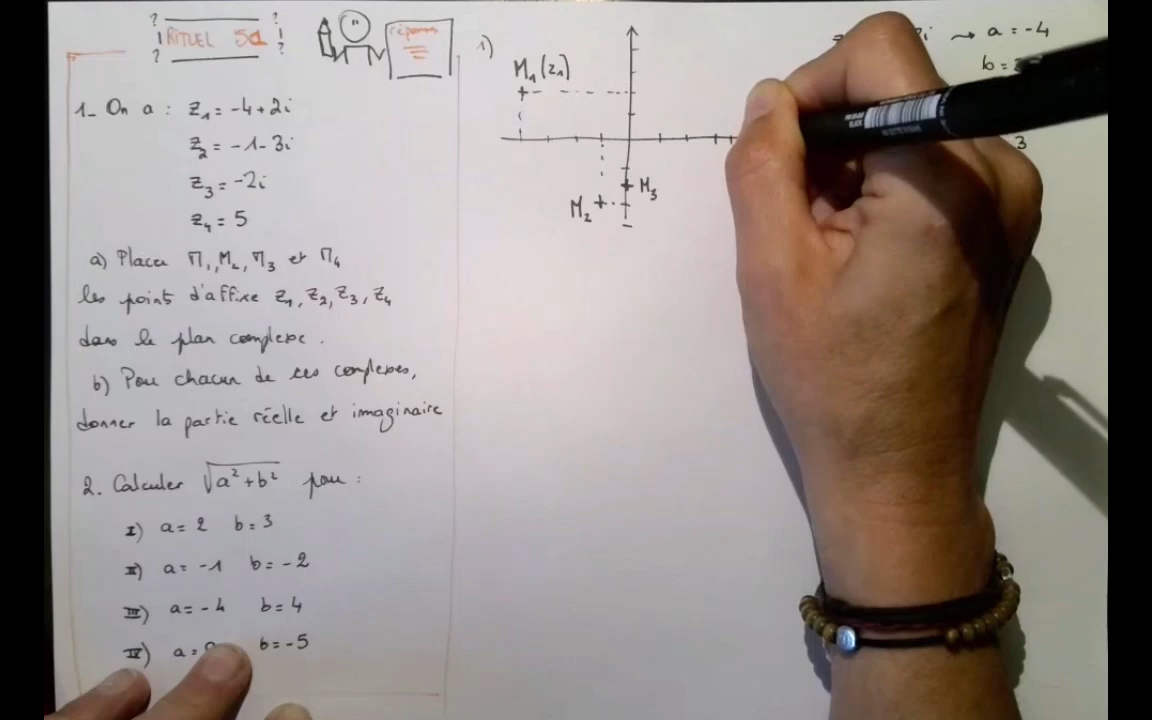 ? ?
! RITUEL 5a !
? ?
réponses
1- On a : z₁ = -4+2i
z₂ = -1-3i
z₃ = -2i
z₄ = 5
a) Placer M₁, M₂, M₃ et M₄
les points d'affixe z₁, z₂, z₃, z₄
dans le plan complexe.
b) Pour chacun de ces complexes,
donner la partie réelle et imaginaire
2. Calculer √a²+b² pour :
I) a = 2 b = 3
II) a = -1 b = -2
III) a = -4 b = 4
IV) a = b = -5
1)
M₁(z₁)
M₃
M₂
i ⇝ a = -4
b =
3